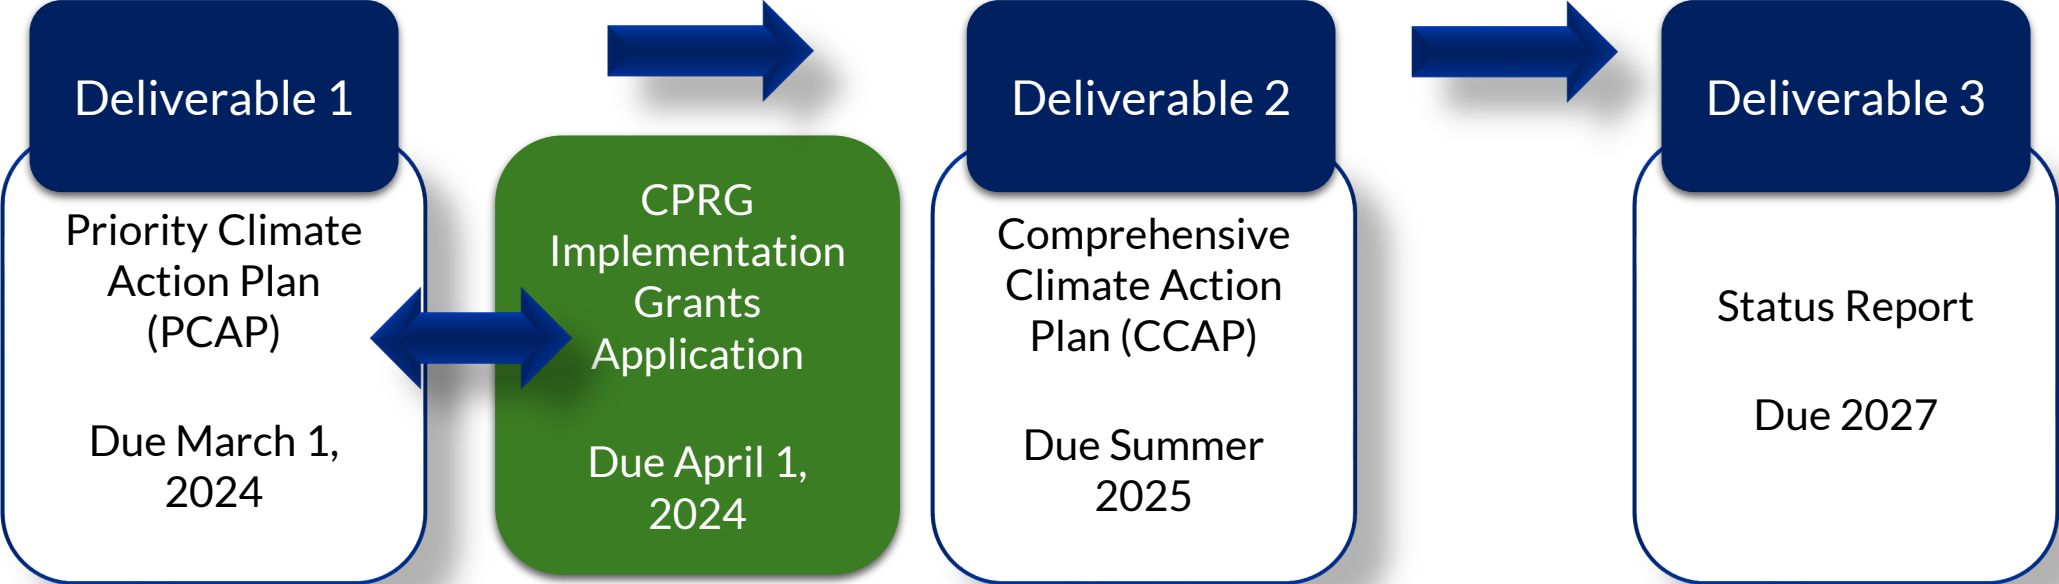 Deliverable 1
Priority Climate
Action Plan
(PCAP)
Due March 1,
2024
CPRG
Implementation
Grants
Application
Due April 1,
2024
Deliverable 2
Comprehensive
Climate Action
Plan (CCAP)
Due Summer
2025
Deliverable 3
Status Report
Due 2027